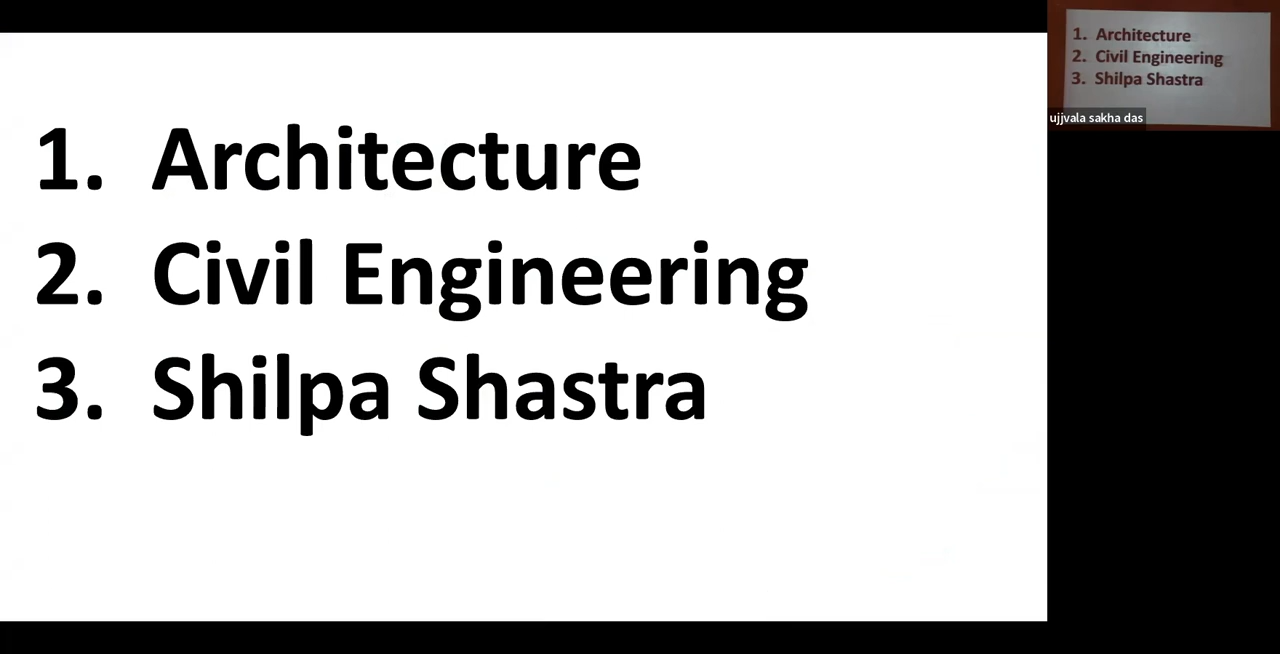 1. Architecture
2. Civil Engineering
3. Shilpa Shastra
1. Architecture
2. Civil Engineering
3. Shilpa Shastra
ujjvala sakha das